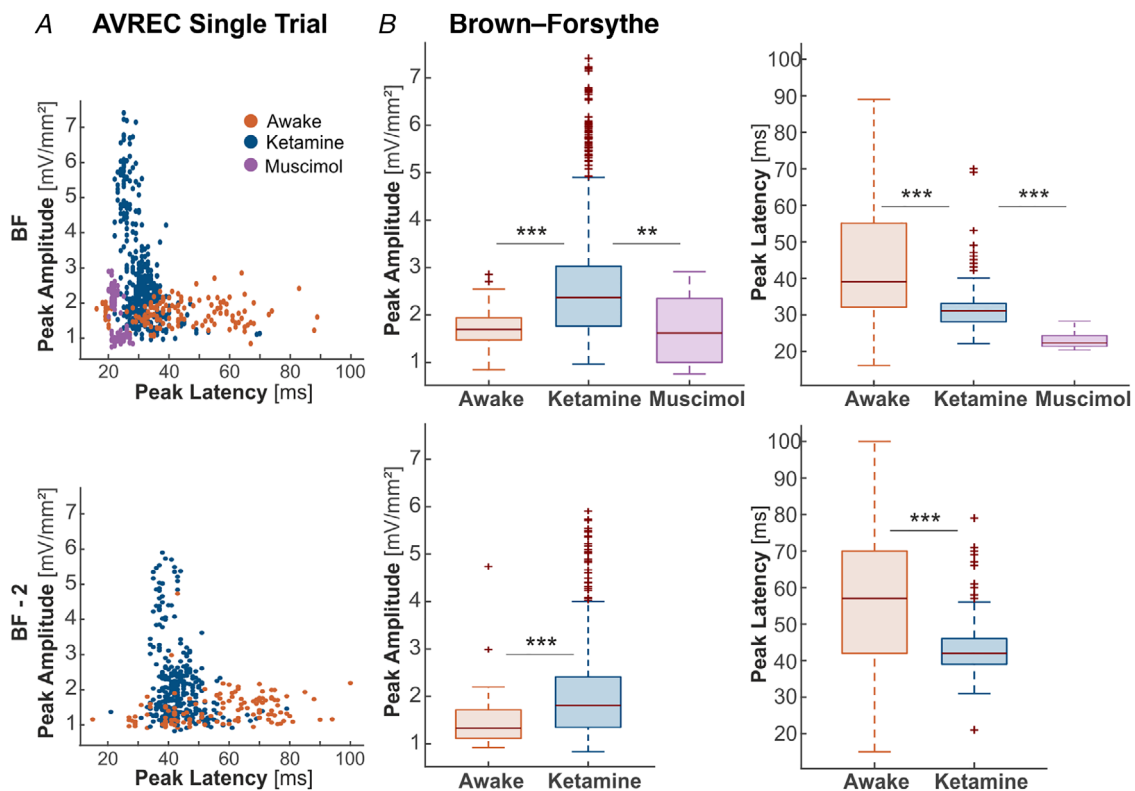 A AVREC Single Trial
B Brown–Forsythe
BF
Peak Amplitude [mV/mm²]
7
6
5
4
3
2
1
Awake
Ketamine
Muscimol
20 40 60 80 100
Peak Latency [ms]
Peak Amplitude [mV/mm²]
7
6
5
4
3
2
1
*** **
Awake Ketamine Muscimol
Peak Latency [ms]
100
90
80
70
60
50
40
30
20
*** ***
Awake Ketamine Muscimol
BF - 2
Peak Amplitude [mV/mm²]
7
6
5
4
3
2
1
20 40 60 80 100
Peak Latency [ms]
Peak Amplitude [mV/mm²]
7
6
5
4
3
2
1
***
Awake Ketamine
Peak Latency [ms]
100
90
80
70
60
50
40
30
20
***
Awake Ketamine